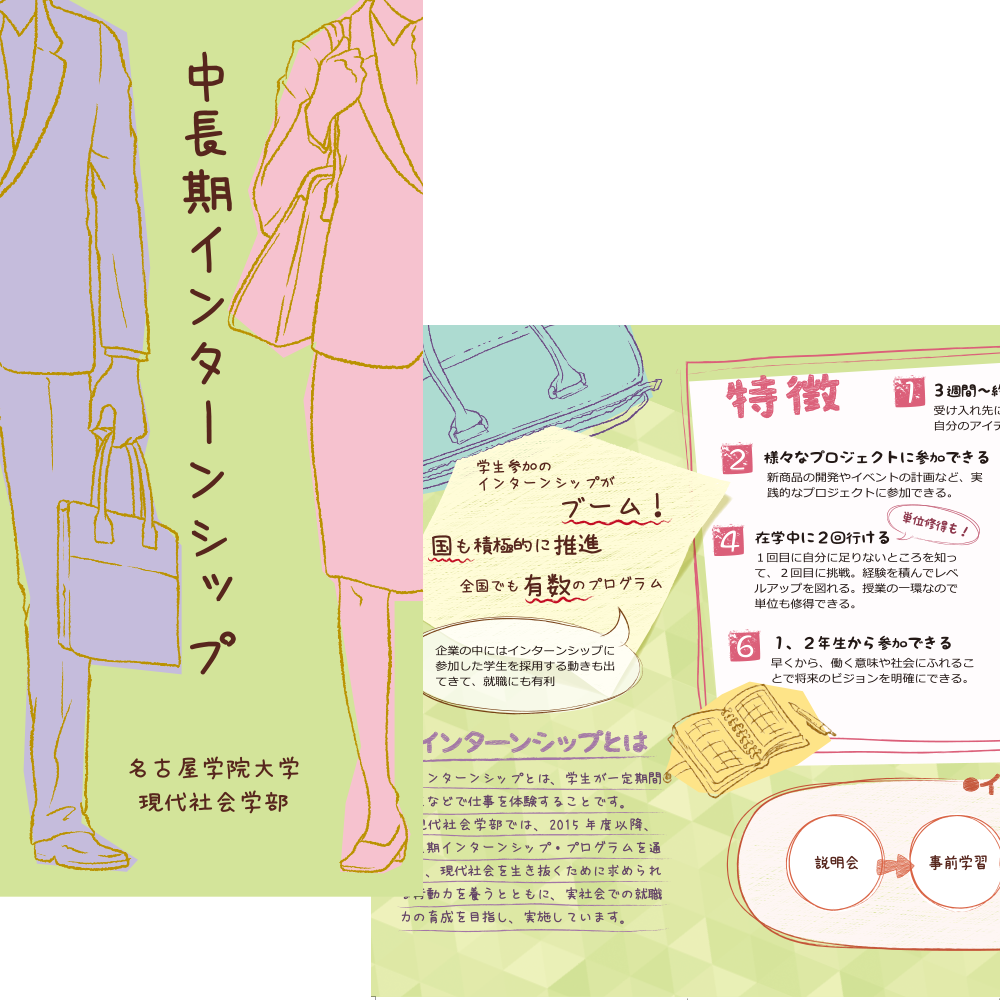 中長期インターンシップ
名古屋学院大学
現代社会学部
学生参加の
インターンシップが
ブーム！
国も積極的に推進
全国でも有数のプログラム
企業の中にはインターンシップに
参加した学生を採用する動きも出
てきて、就職にも有利
インターンシップとは
ンターンシップとは、学生が一定期間
などで仕事を体験することです。
代社会学部では、2015年度以降、
期インターンシップ・プログラムを通
、現代社会を生き抜くために求められ
動力を養うとともに、実社会での就職
力の育成を目指し、実施しています。
特徴
1 3週間～
受け入れ先に
自分のアイデ
2 様々なプロジェクトに参加できる
新商品の開発やイベントの計画など、実
践的なプロジェクトに参加できる。
単位修得も！
4 在学中に2回行ける
１回目に自分に足りないところを知っ
て、２回目に挑戦。経験を積んでレベ
ルアップを図れる。授業の一環なので
単位も修得できる。
6 1、2年生から参加できる
早くから、働く意味や社会にふれるこ
とで将来のビジョンを明確にできる。
●イ
説明会
事前学習